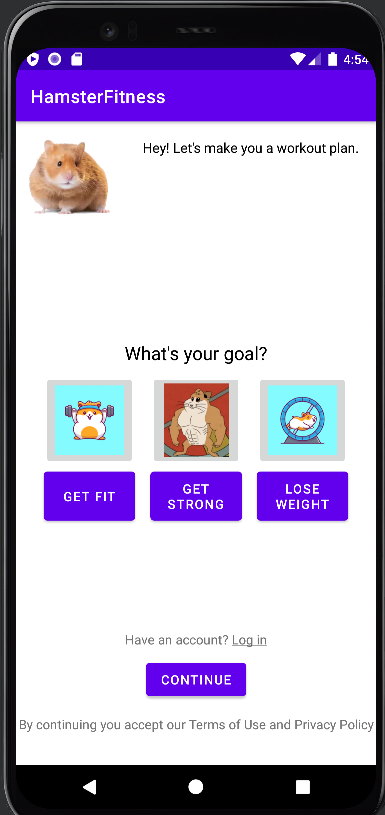 4:54
HamsterFitness
Hey! Let's make you a workout plan.
What's your goal?
GET FIT
GET
STRONG
LOSE
WEIGHT
Have an account? Log in
CONTINUE
By continuing you accept our Terms of Use and Privacy Policy